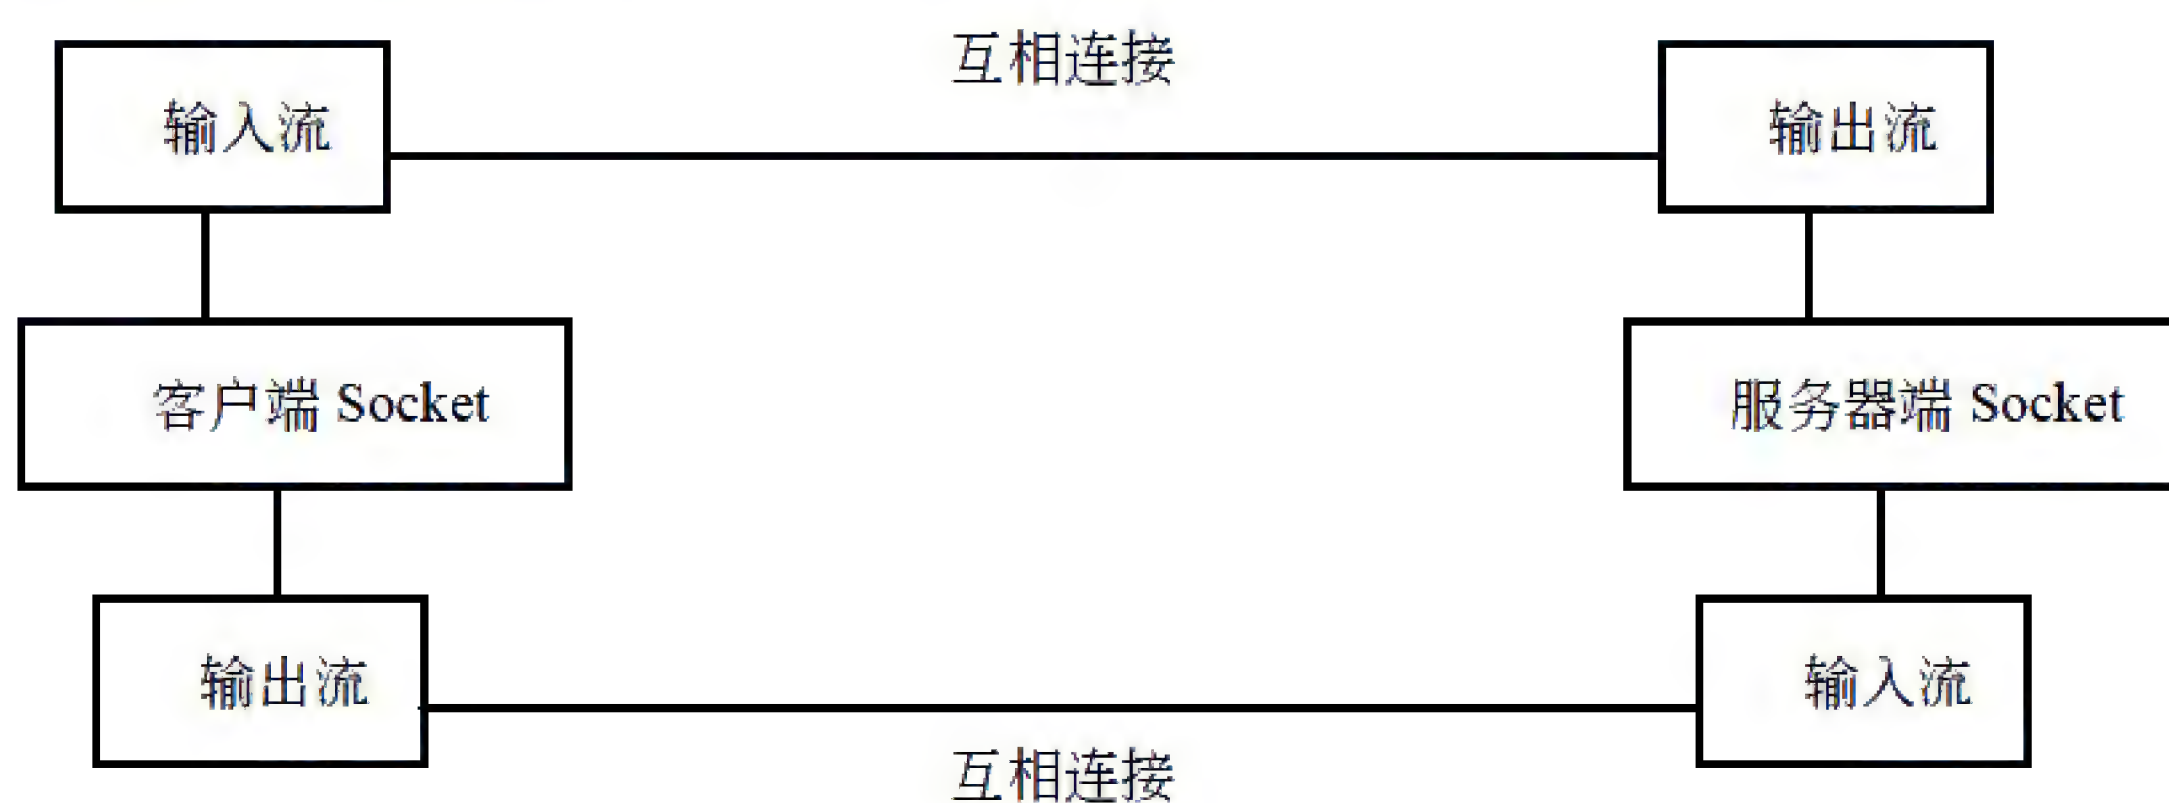 互相连接
输入流
输出流
客户端 Socket
服务器端 Socket
输出流
输入流
互相连接